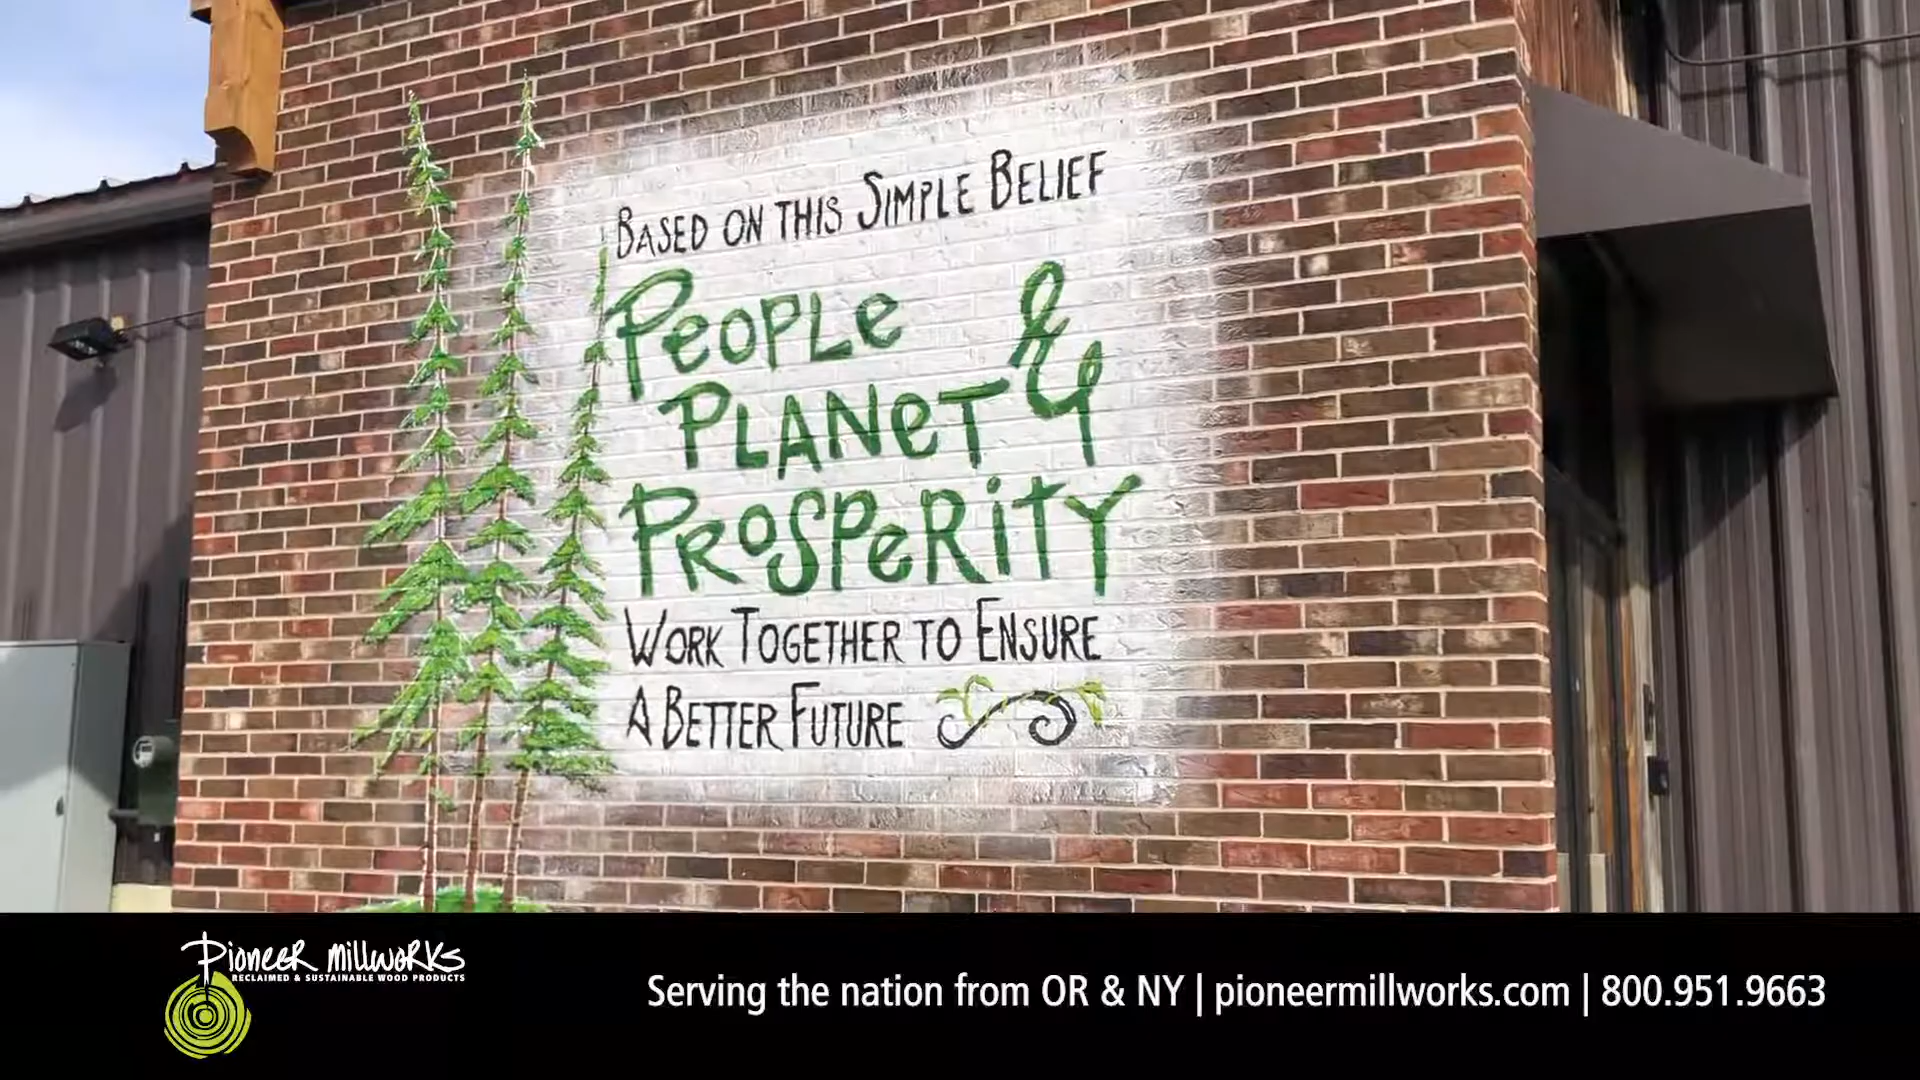 BASED ON THIS SIMPLE BELIEF
PEOPLE &
PLANET
PROSPERITY
WORK TOGETHER TO ENSURE
A BETTER FUTURE
Pioneer Millworks
RECLAIMED & SUSTAINABLE WOOD PRODUCTS
Serving the nation from OR & NY | pioneermillworks.com | 800.951.9663